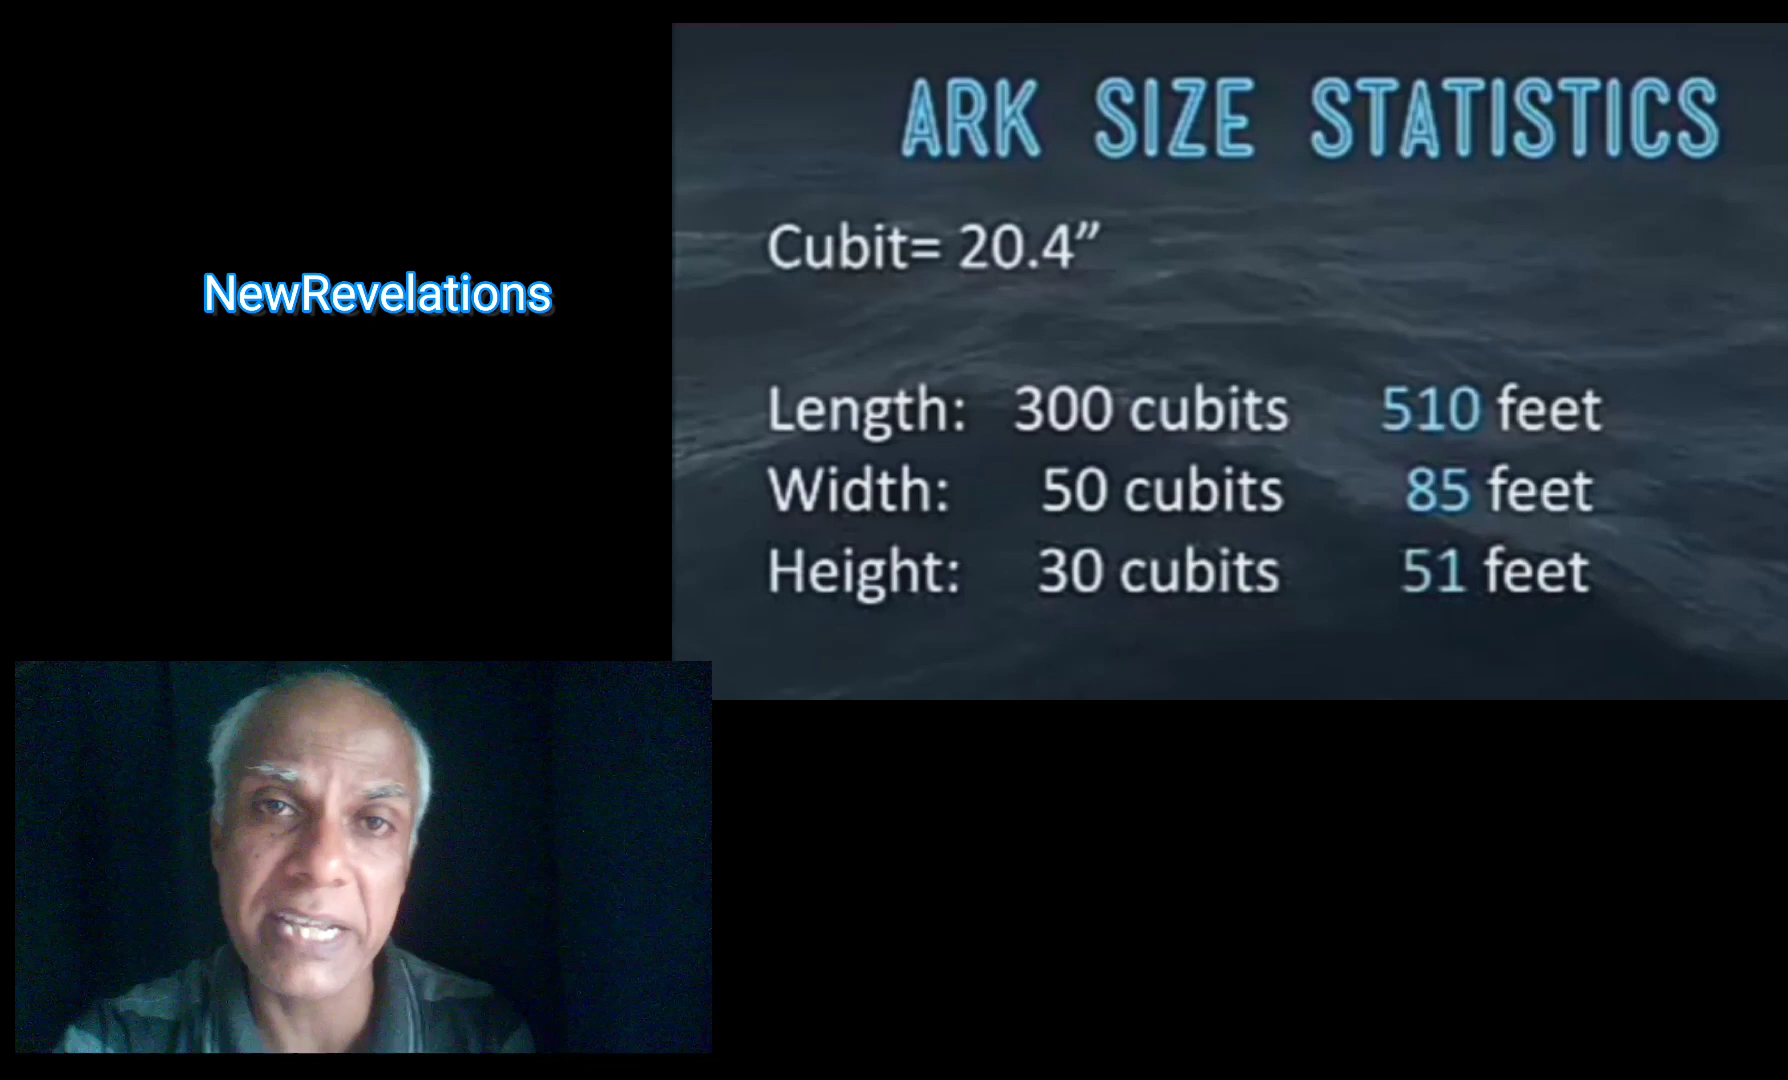 ARK SIZE STATISTICS
Cubit= 20.4”
NewRevelations
Length: 300 cubits 510 feet
Width: 50 cubits 85 feet
Height: 30 cubits 51 feet